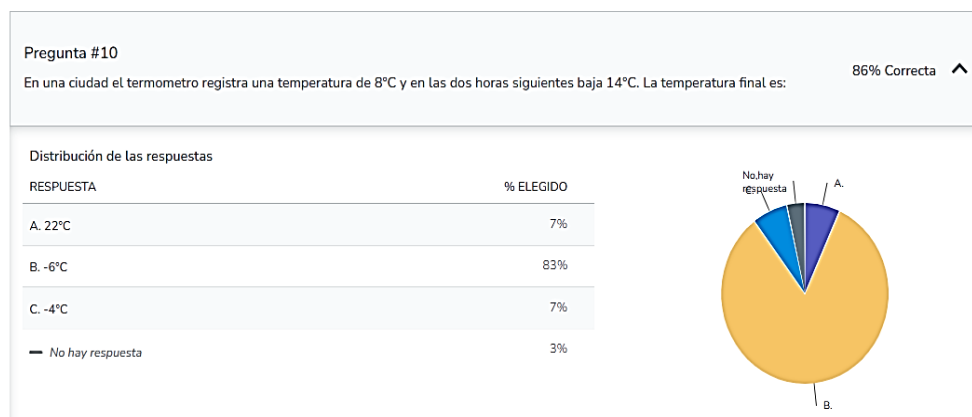 Pregunta #10
En una ciudad el termometro registra una temperatura de 8°C y en las dos horas siguientes baja 14°C. La temperatura final es:
86% Correcta
Distribución de las respuestas
RESPUESTA % ELEGIDO
A. 22°C 7%
B. -6°C 83%
C. -4°C 7%
No hay respuesta 3%
No,hay
respuesta
C.
A.
B.